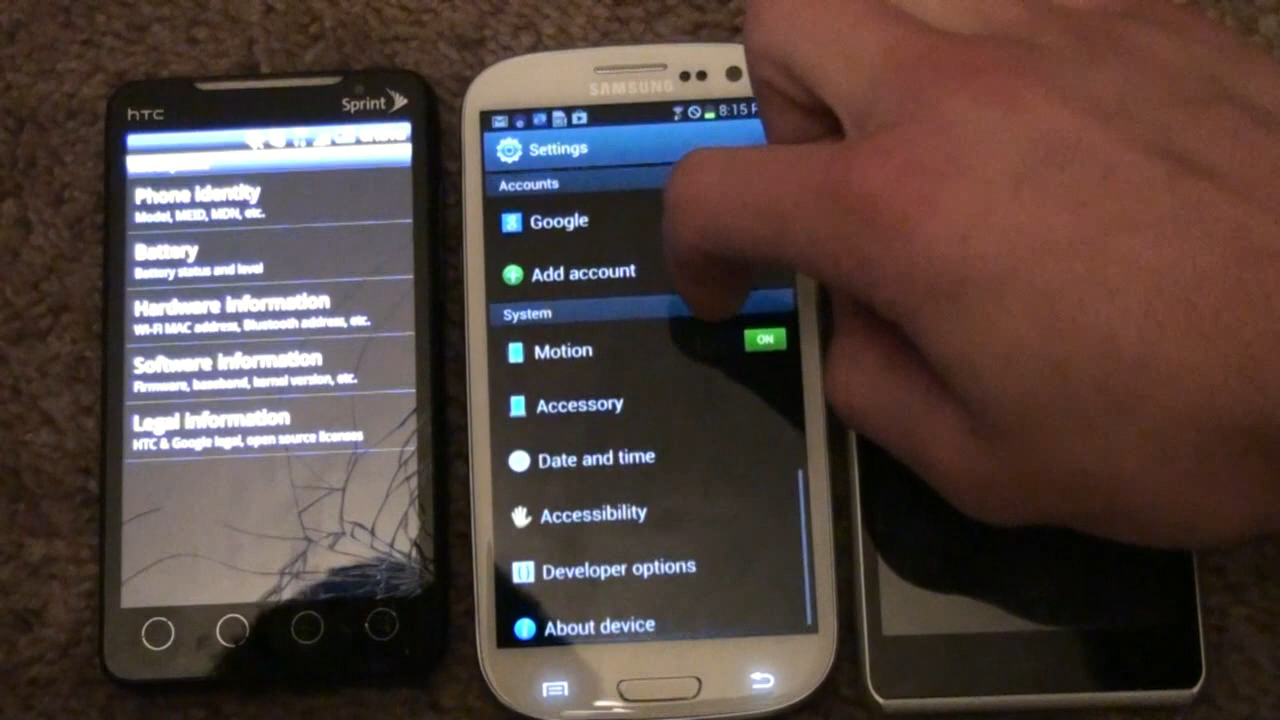 hTC
Sprint
Phone identity
Model, MEID, MDN, etc.
Battery
Battery status and level
Hardware information
Wi-Fi MAC address, Bluetooth address, etc.
Software information
Firmware, baseband, kernel version, etc.
Legal information
HTC & Google legal, open source licenses
SAMSUNG
8:15 P
Settings
Accounts
Google
Add account
System
Motion
ON
Accessory
Date and time
Accessibility
Developer options
About device